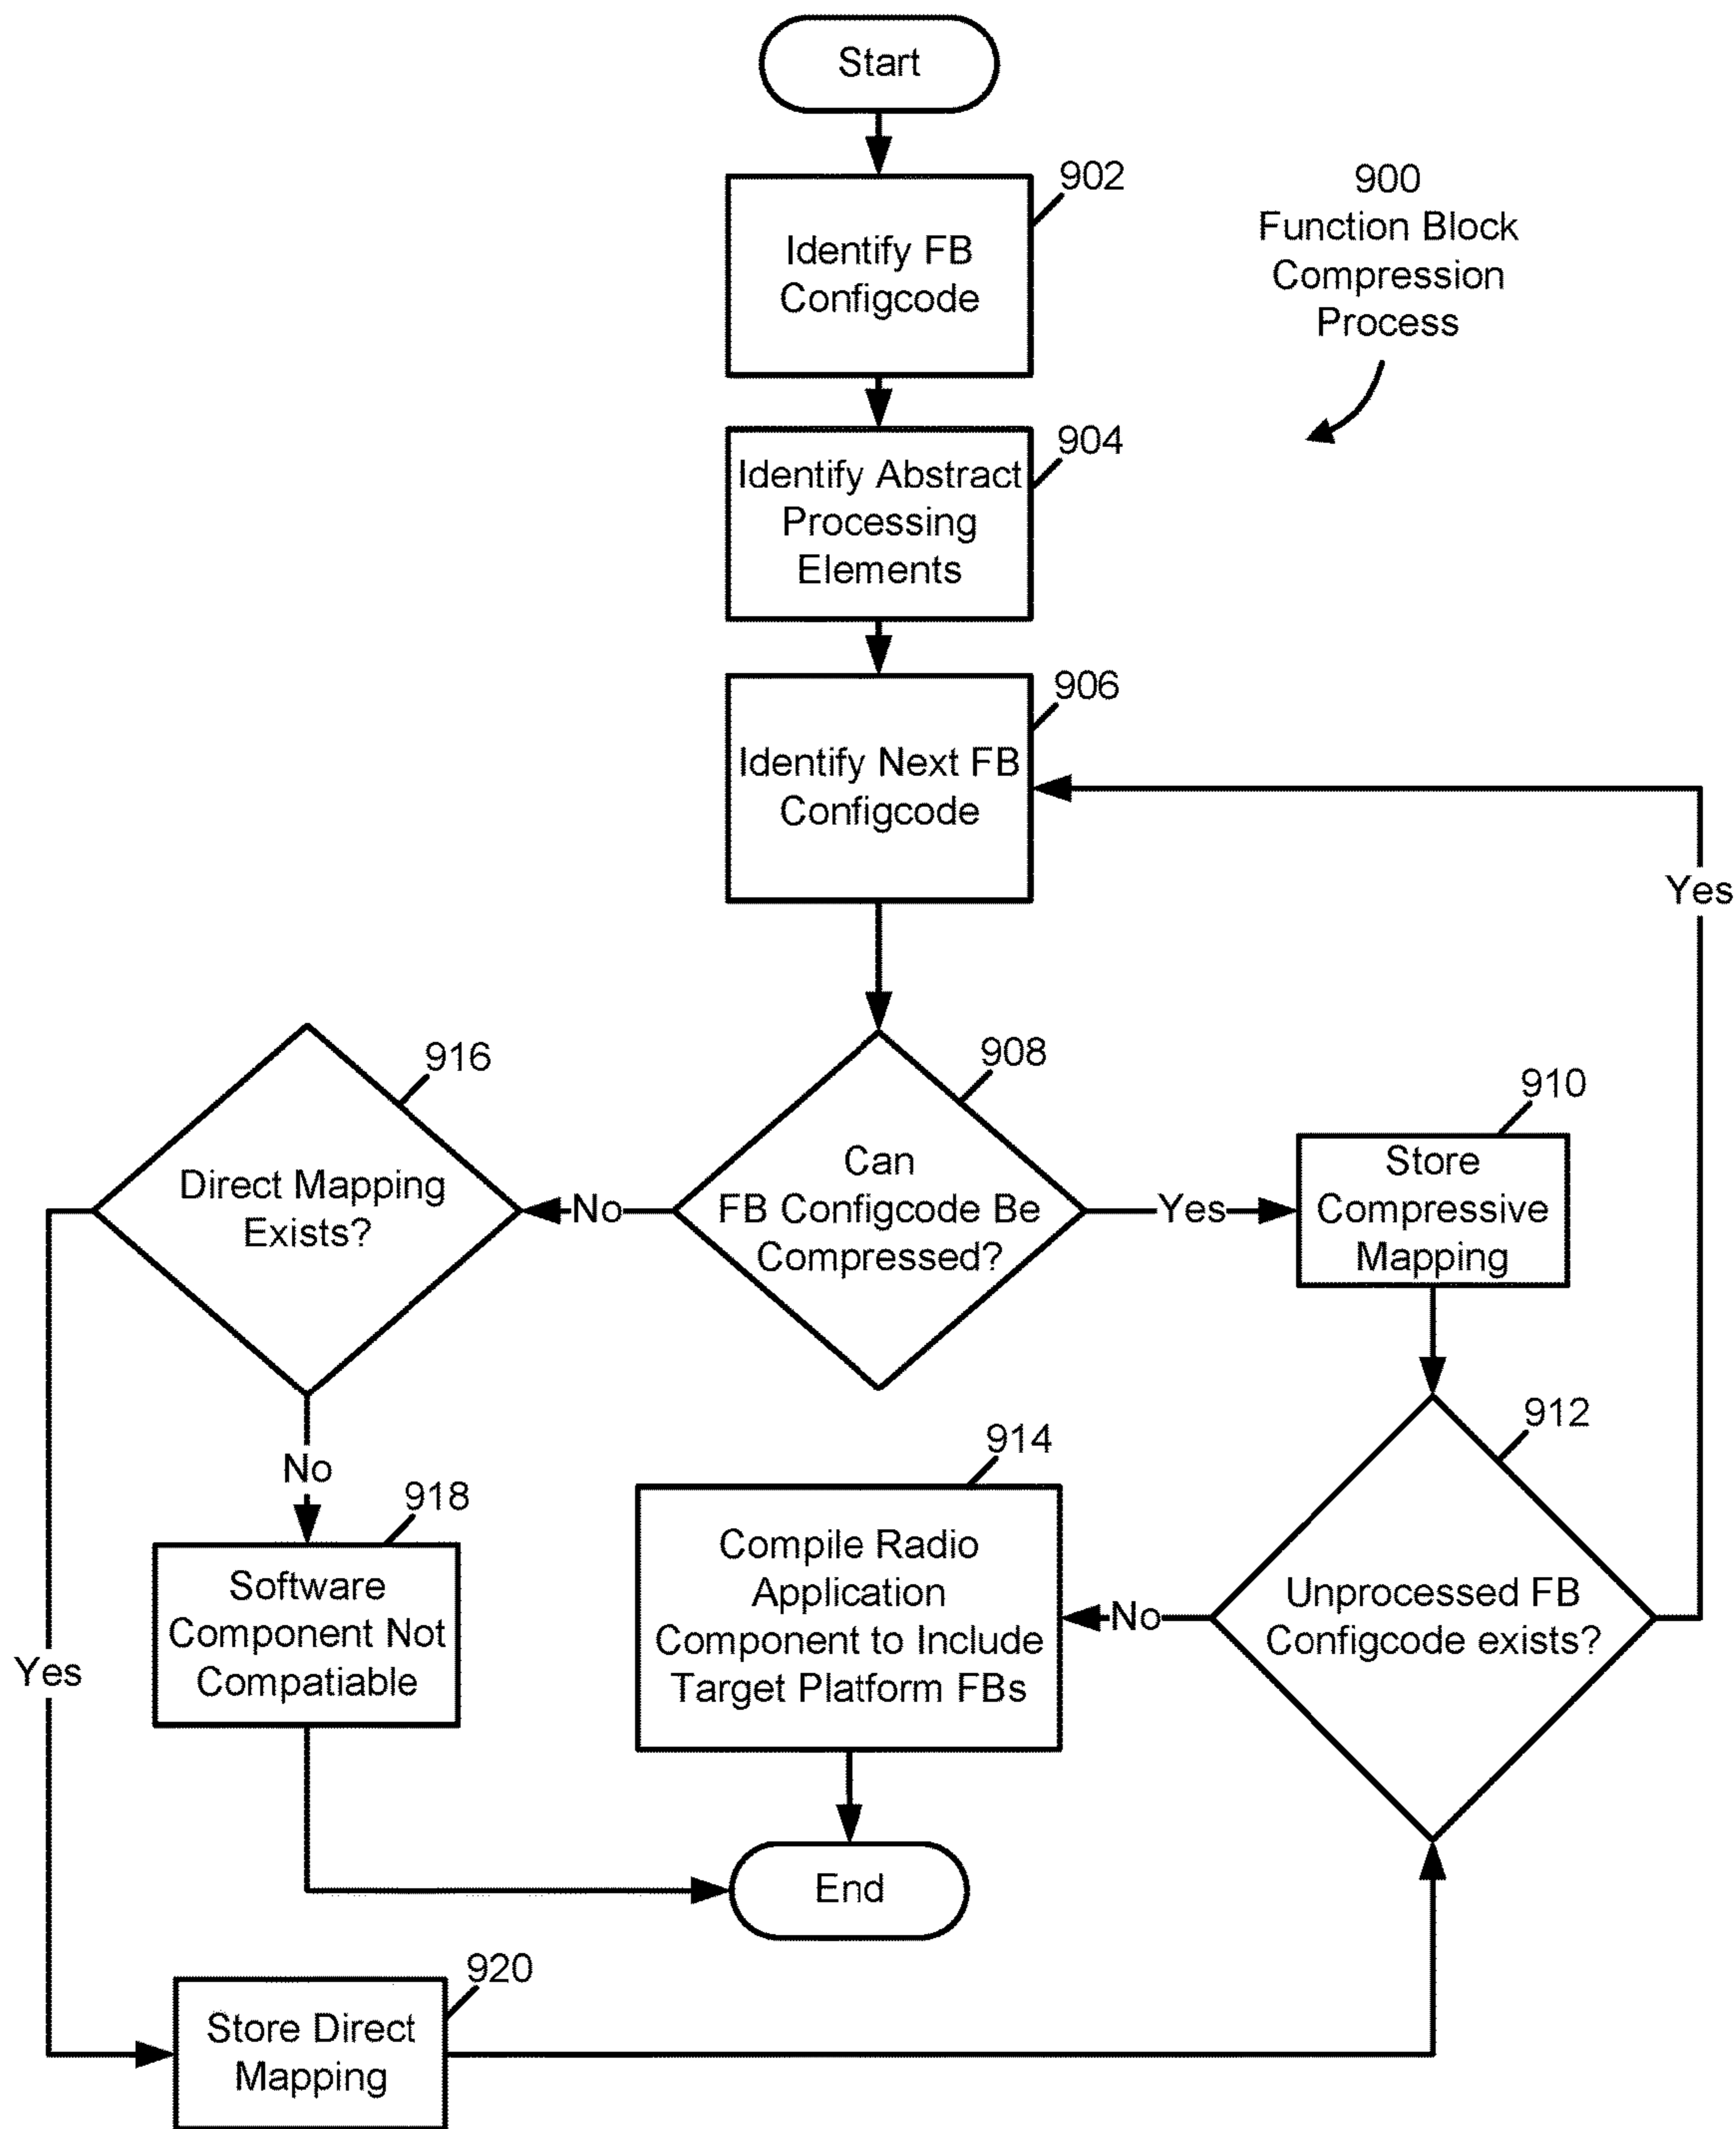 Start
902
Identify FB
Configcode
900
Function Block
Compression
Process
904
Identify Abstract
Processing
Elements
906
Identify Next FB
Configcode
Yes
908
Can
FB Configcode Be
Compressed?
No
Yes
916
Direct Mapping
Exists?
910
Store
Compressive
Mapping
912
Unprocessed FB
Configcode exists?
No
914
Compile Radio
Application
Component to Include
Target Platform FBs
No
918
Software
Component Not
Compatiable
Yes
End
920
Store Direct
Mapping